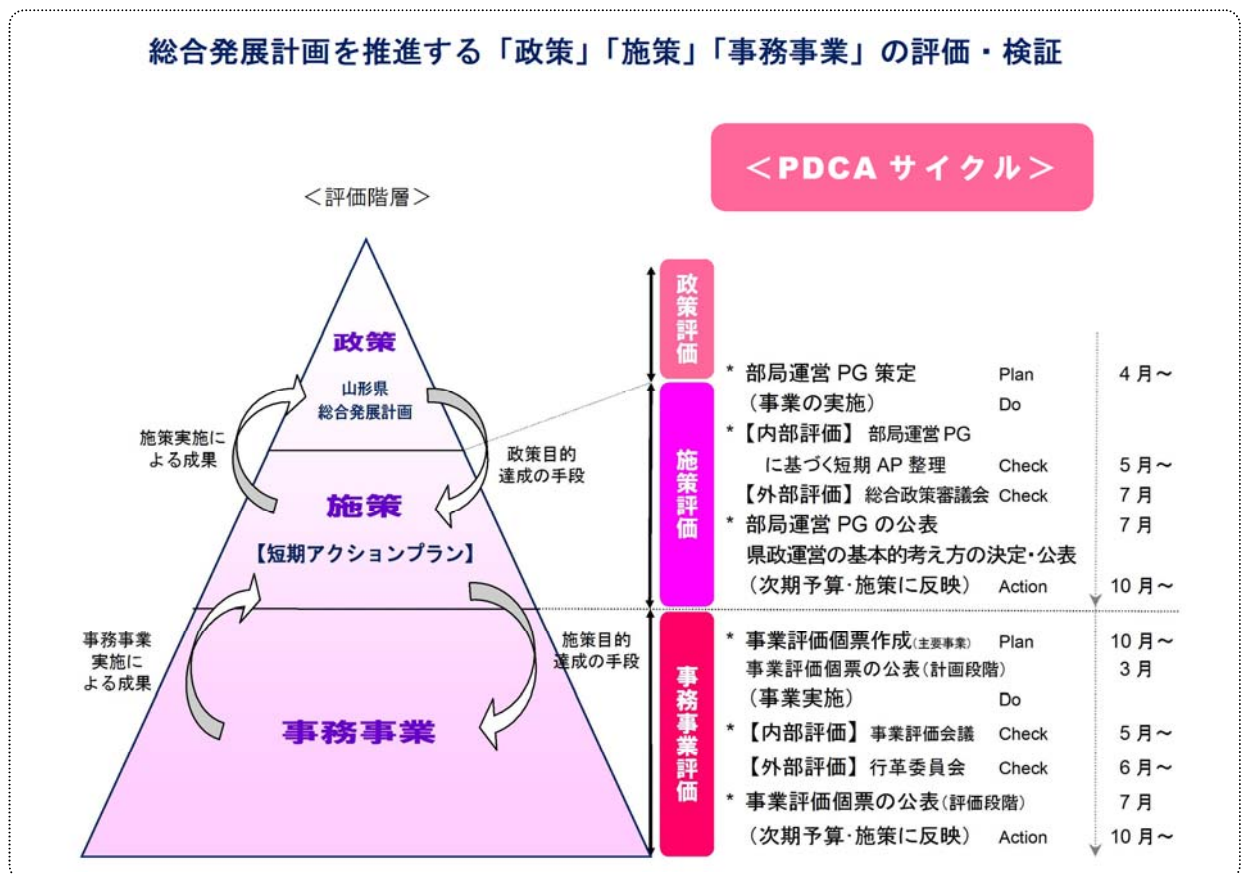 総合発展計画を推進する「政策」「施策」「事務事業」の評価・検証
＜PDCA サイクル＞
＜評価階層＞
政策
山形県
総合発展計画
施策実施に
よる成果
政策目的
達成の手段
施策
【短期アクションプラン】
事務事業
実施に
よる成果
施策目的
達成の手段
事務事業
政策評価
施策評価
* 部局運営 PG 策定 Plan 4 月～
（事業の実施） Do
* 【内部評価】 部局運営 PG
に基づく短期 AP 整理 Check 5 月～
【外部評価】 総合政策審議会 Check 7 月
* 部局運営 PG の公表 7 月
県政運営の基本的考え方の決定・公表
（次期予算・施策に反映） Action 10 月～
事務事業評価
* 事業評価個票作成（主要事業） Plan 10 月～
事業評価個票の公表（計画段階） 3 月
（事業実施） Do
* 【内部評価】 事業評価会議 Check 5 月～
【外部評価】 行革委員会 Check 6 月～
* 事業評価個票の公表（評価段階） 7 月
（次期予算・施策に反映） Action 10 月～